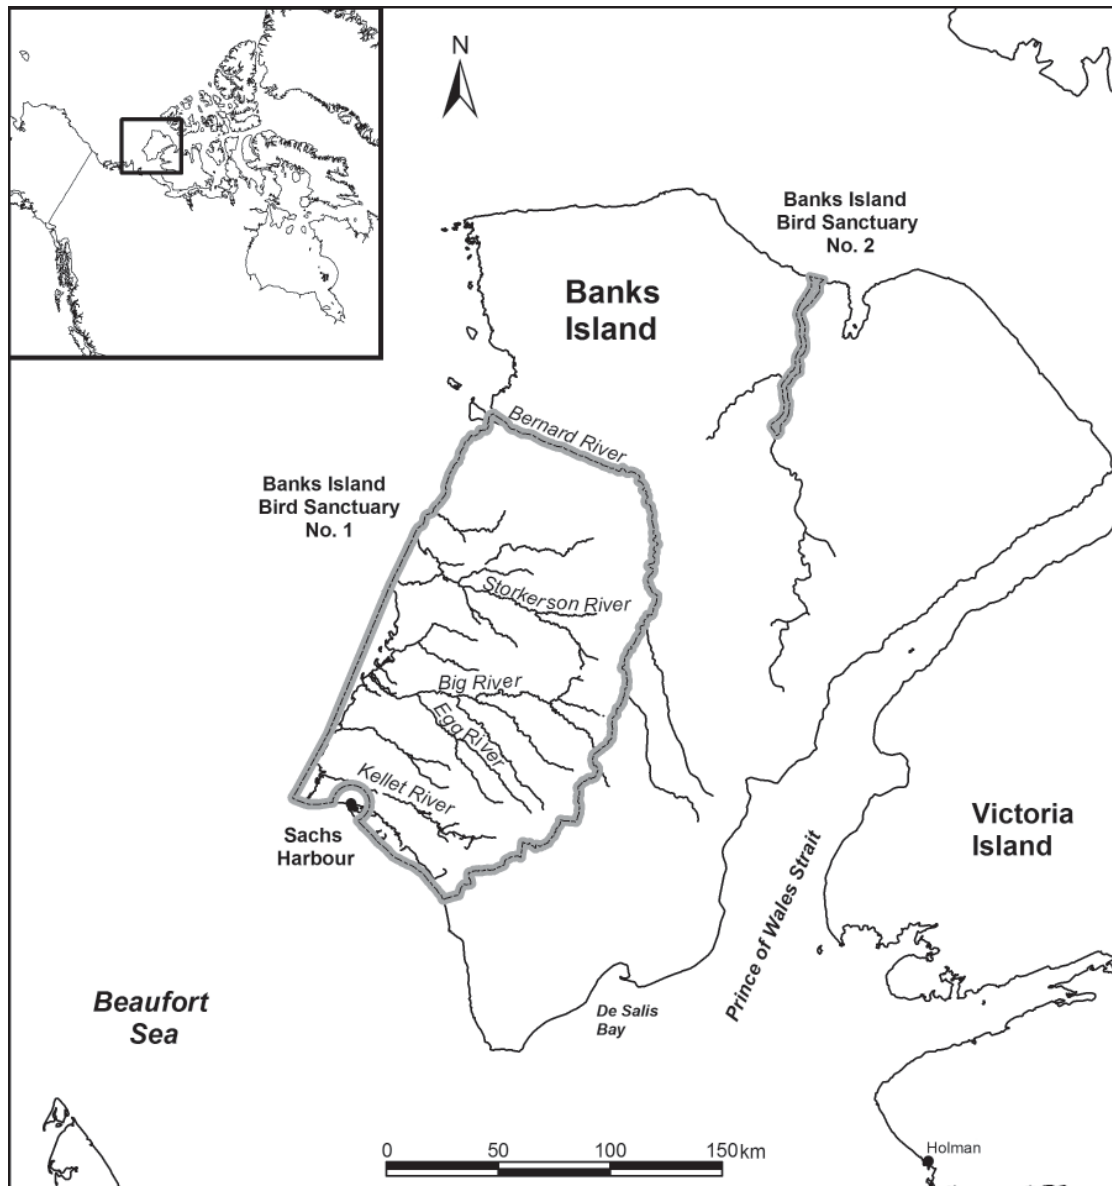 N
Banks Island
Bird Sanctuary
No. 2
Banks
Island
Bernard River
Banks Island
Bird Sanctuary
No. 1
Storkerson River
Big River
Egg River
Kellet River
Sachs
Harbour
Victoria
Island
Prince of Wales Strait
Beaufort
Sea
De Salis
Bay
Holman
0 50 100 150 km